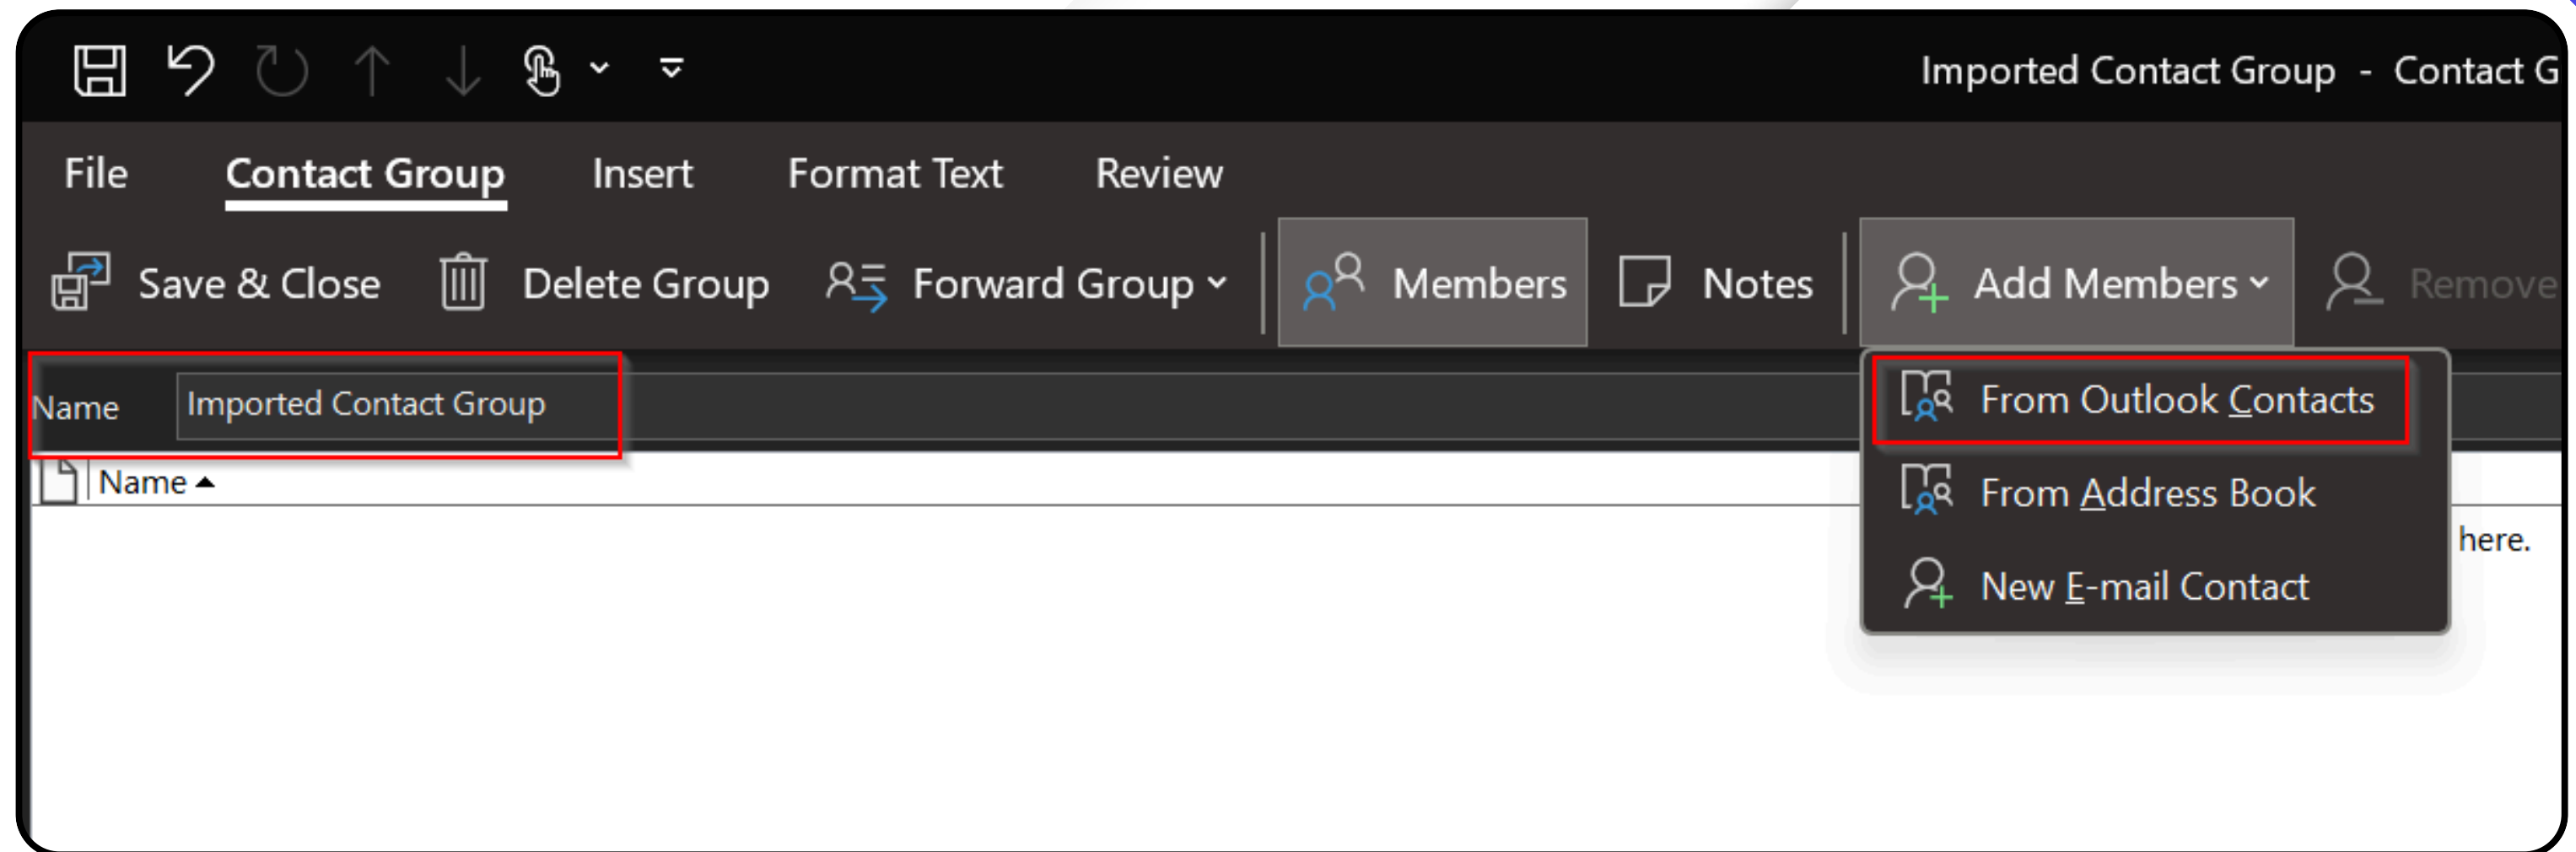 Imported Contact Group - Contact G
File Contact Group Insert Format Text Review
Save & Close Delete Group Forward Group Members Notes Add Members Remove
Name Imported Contact Group
From Outlook Contacts
Name
From Address Book
here.
New E-mail Contact